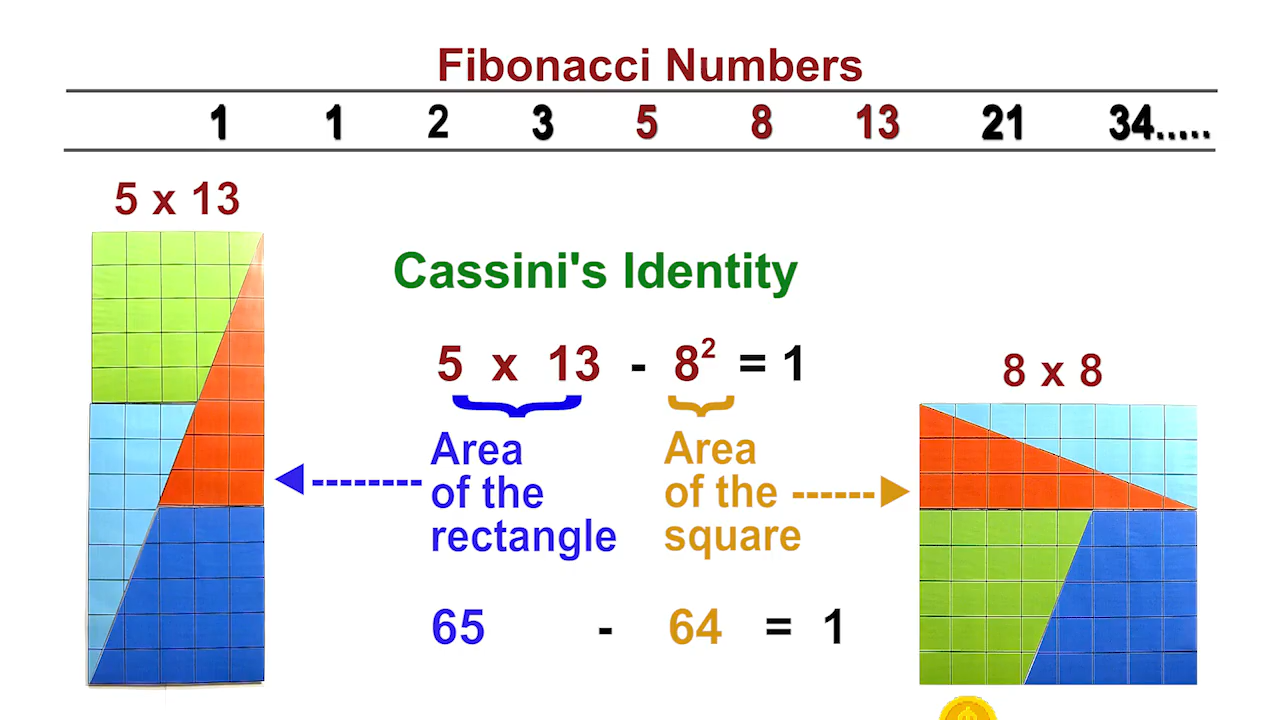 Fibonacci Numbers
1 1 2 3 5 8 13 21 34.....
5 x 13
Cassini's Identity
5 x 13 - 8² = 1
8 x 8
Area
of the
rectangle
Area
of the
square
65 - 64 = 1